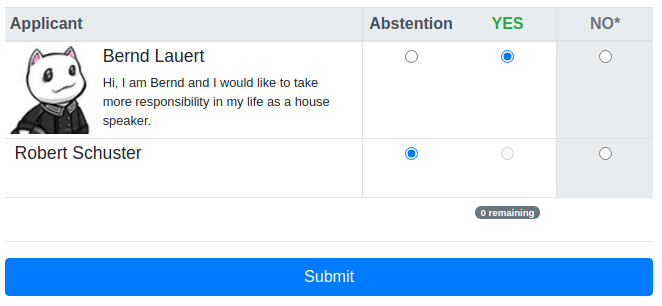 Applicant Abstention YES NO*
Bernd Lauert
Hi, I am Bernd and I would like to take
more responsibility in my life as a house
speaker.
Robert Schuster
0 remaining
Submit